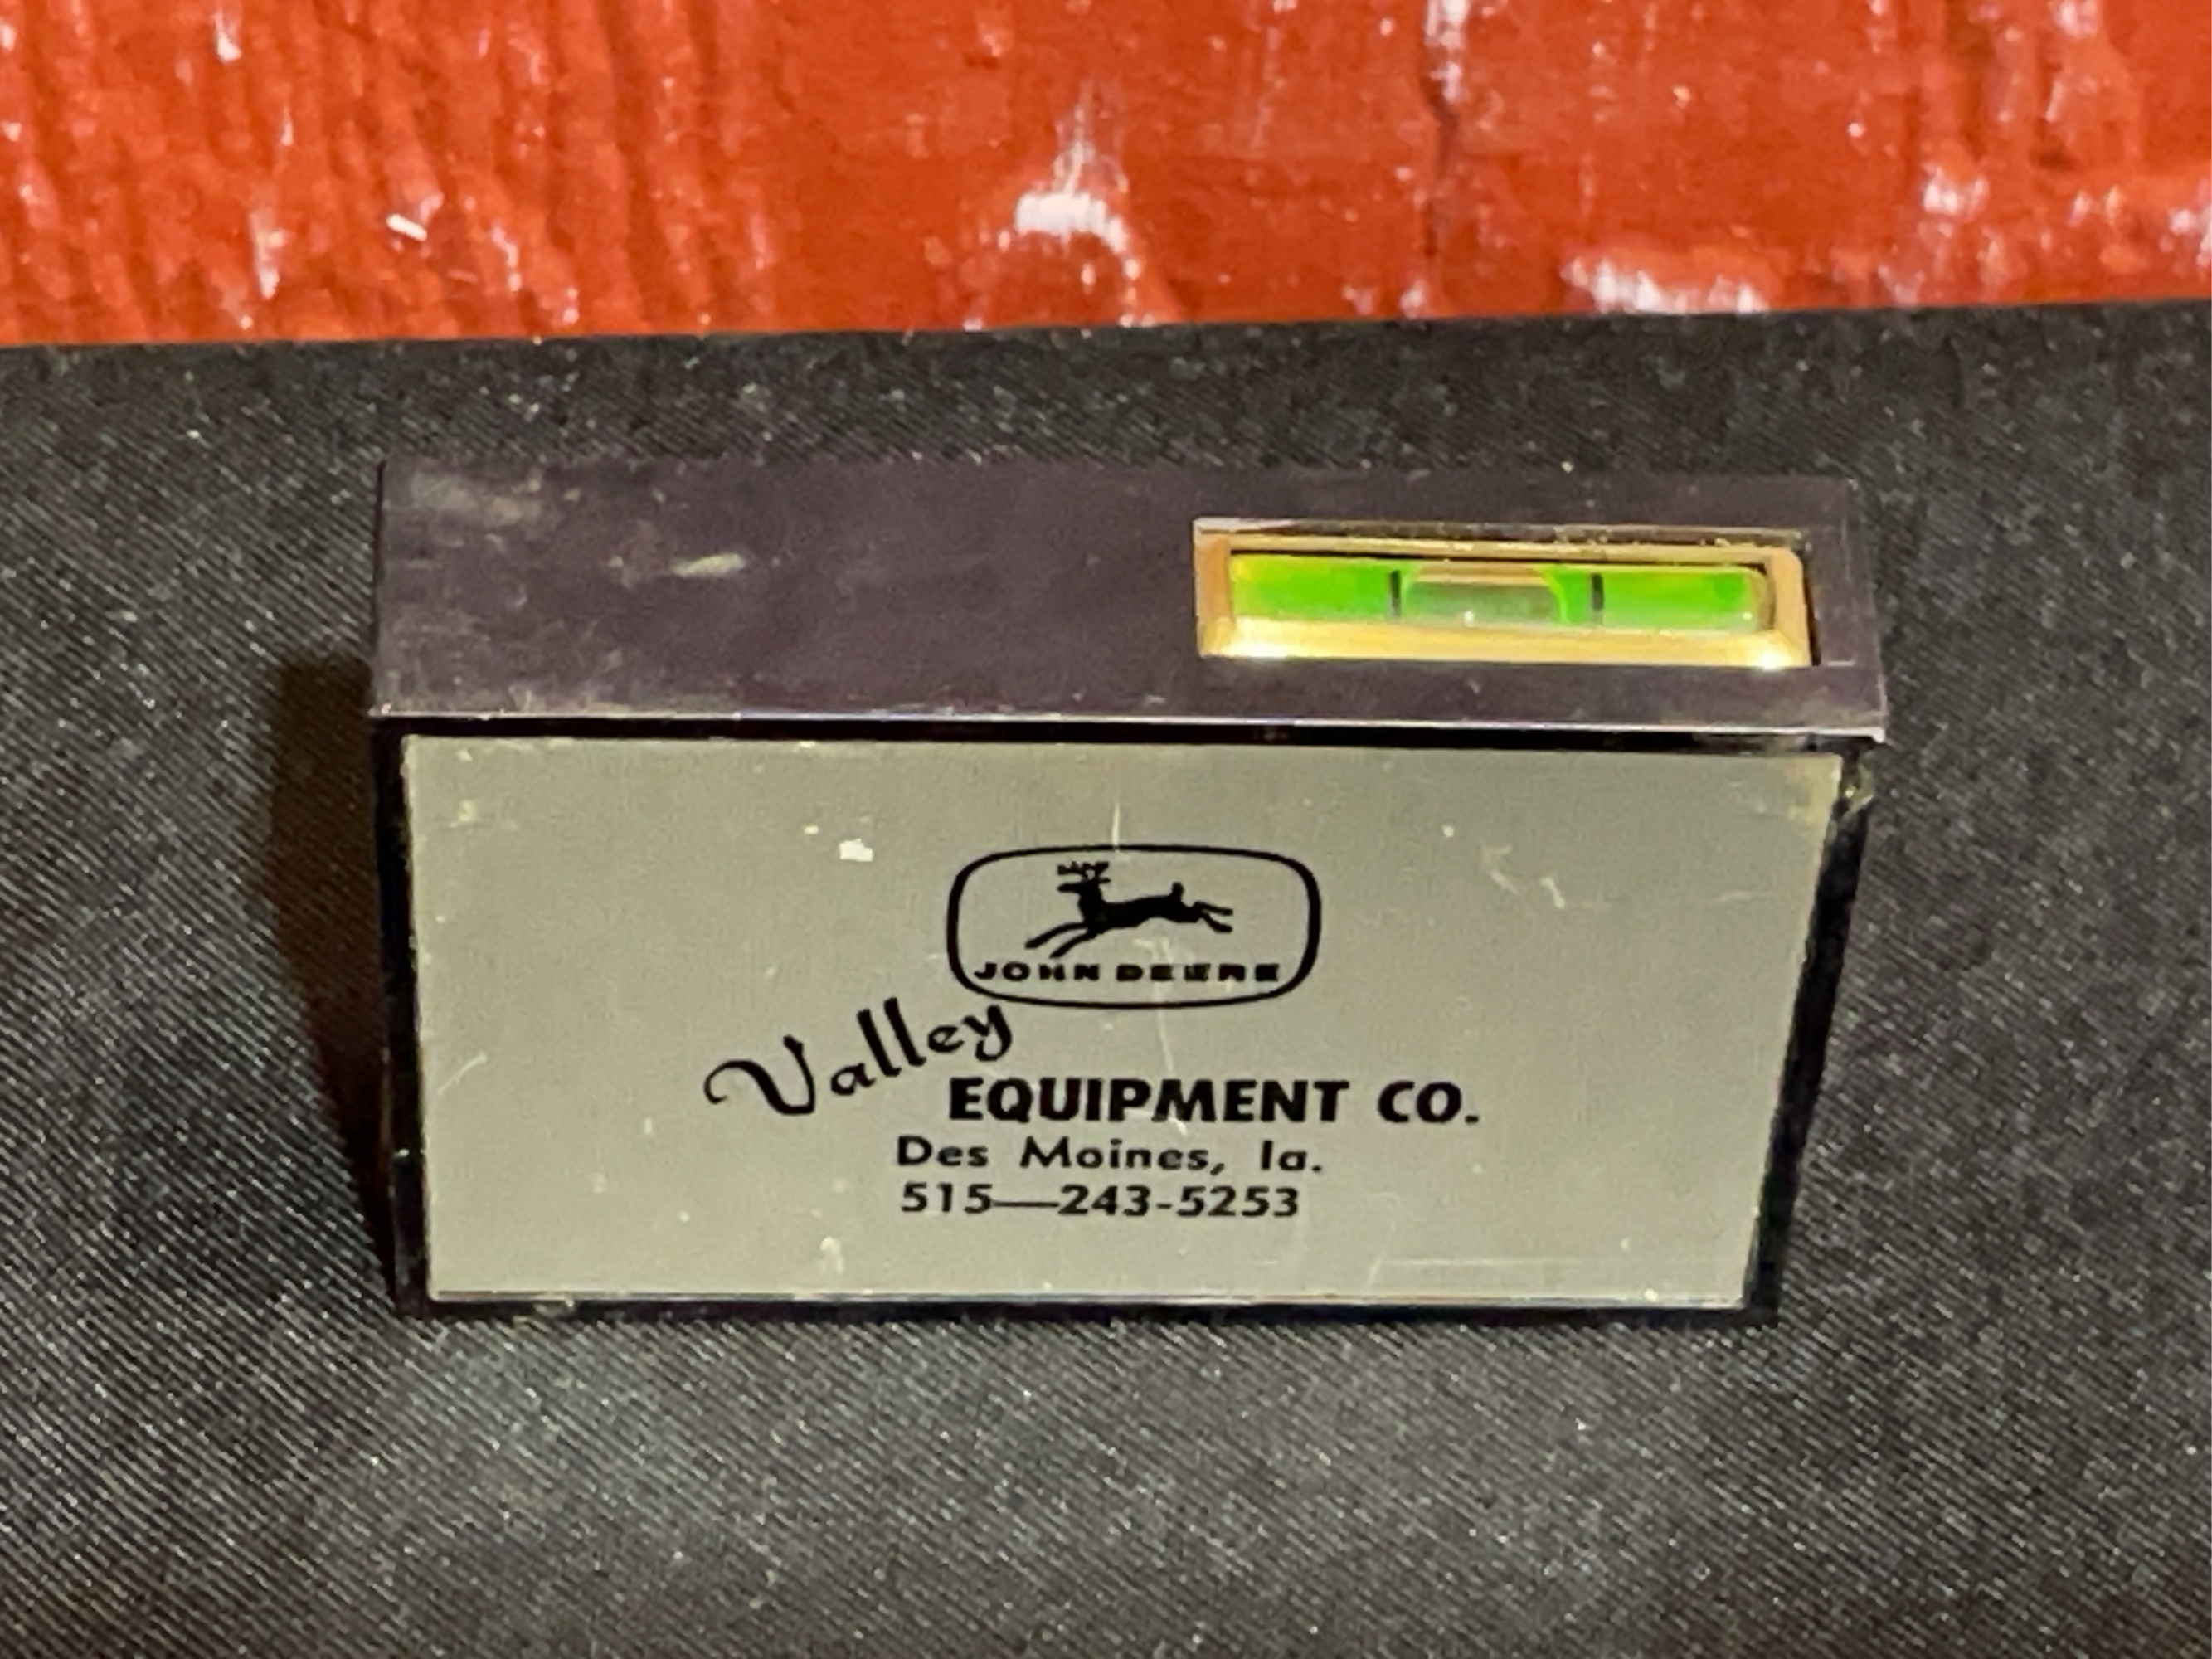 JOHN DEERE
Valley
EQUIPMENT CO.
Des Moines, Ia.
515—243-5253